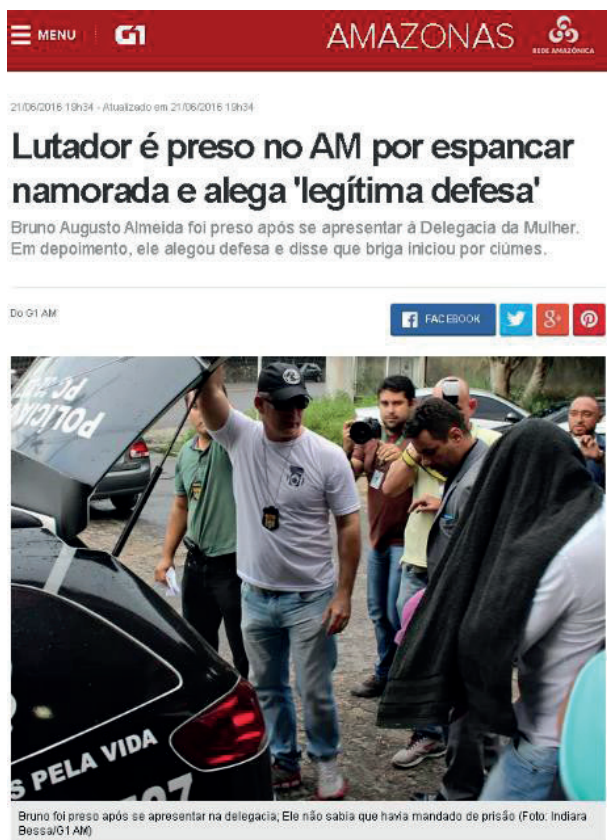 MENU G1 AMAZONAS REDE AMAZÔNICA
21/06/2016 19h34 - Atualizado em 21/06/2016 19h34
Lutador é preso no AM por espancar
namorada e alega 'legítima defesa'
Bruno Augusto Almeida foi preso após se apresentar à Delegacia da Mulher.
Em depoimento, ele alegou defesa e disse que briga iniciou por ciúmes.
Do G1 AM
FACEBOOK
POLICIA
S PELA VIDA
Bruno foi preso após se apresentar na delegacia; Ele não sabia que havia mandado de prisão (Foto: Indiara
Bessa/G1 AM)